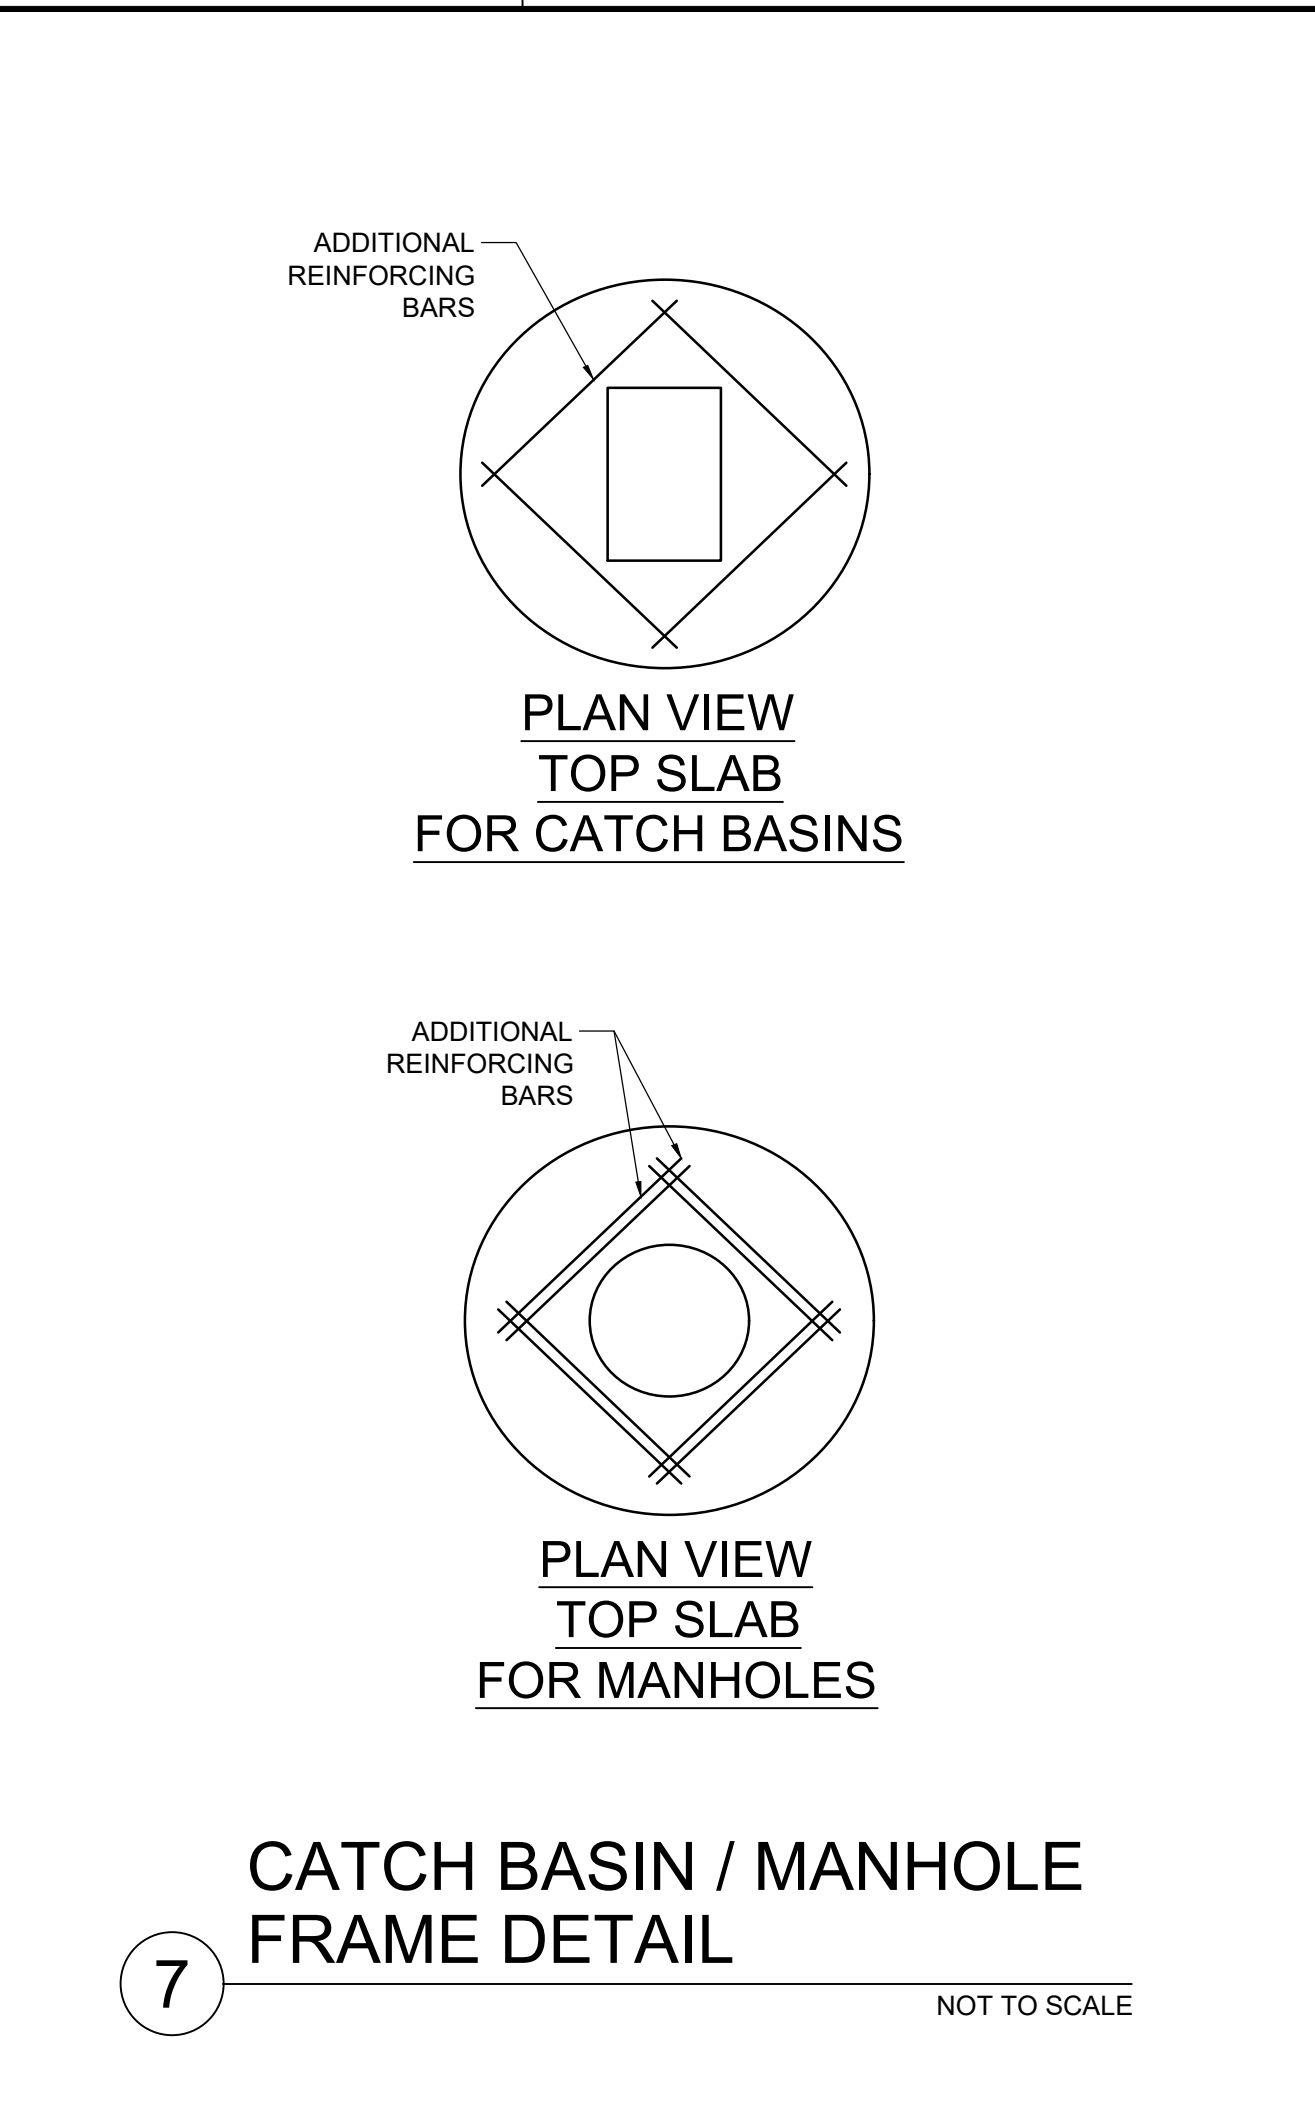 ADDITIONAL
REINFORCING
BARS
PLAN VIEW
TOP SLAB
FOR CATCH BASINS
ADDITIONAL
REINFORCING
BARS
PLAN VIEW
TOP SLAB
FOR MANHOLES
CATCH BASIN / MANHOLE
FRAME DETAIL
7
NOT TO SCALE